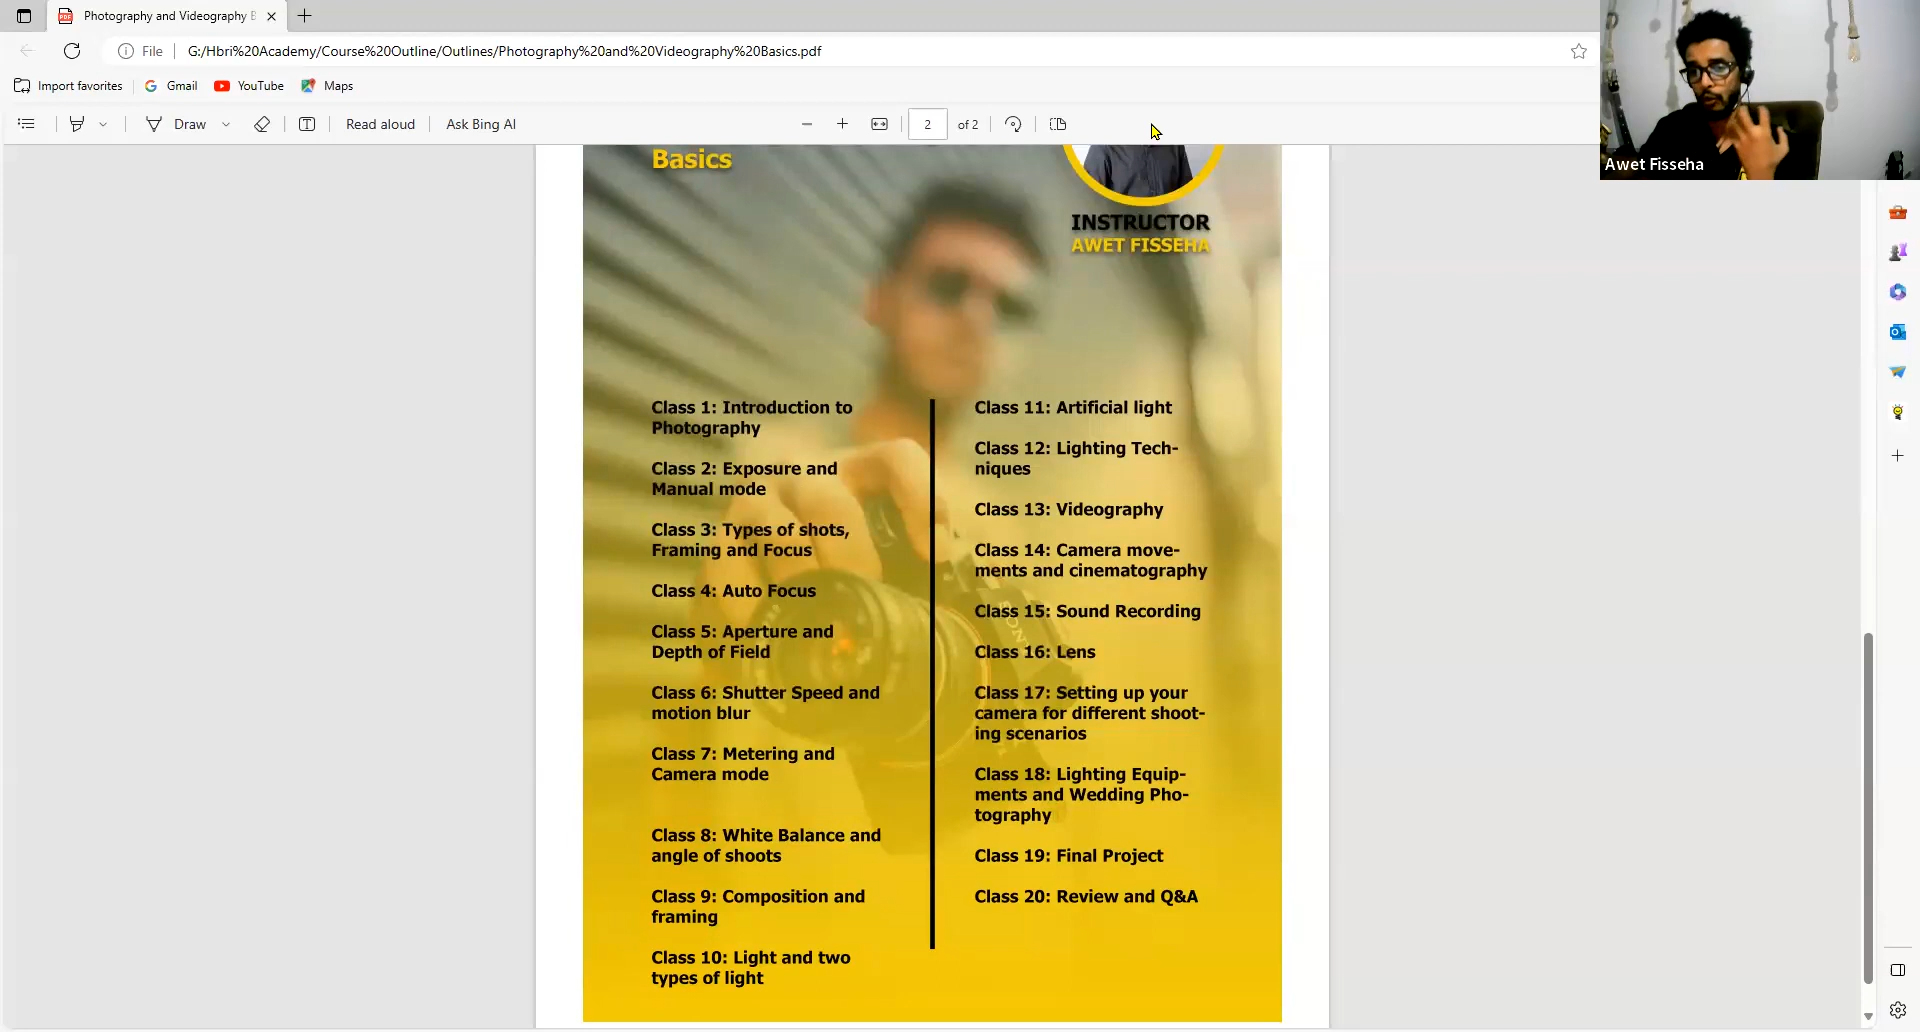 Photography and Videography B
File
G:/Hbri%20Academy/Course%20Outline/Outlines/Photography%20and%20Videography%20Basics.pdf
Import favorites
Gmail
YouTube
Maps
Draw
Read aloud
Ask Bing AI
2
of 2
Awet Fisseha
Basics
INSTRUCTOR
AWET FISSEHA
Class 1: Introduction to
Photography
Class 2: Exposure and
Manual mode
Class 3: Types of shots,
Framing and Focus
Class 4: Auto Focus
Class 5: Aperture and
Depth of Field
Class 6: Shutter Speed and
motion blur
Class 7: Metering and
Camera mode
Class 8: White Balance and
angle of shoots
Class 9: Composition and
framing
Class 10: Light and two
types of light
Class 11: Artificial light
Class 12: Lighting Tech-
niques
Class 13: Videography
Class 14: Camera move-
ments and cinematography
Class 15: Sound Recording
Class 16: Lens
Class 17: Setting up your
camera for different shoot-
ing scenarios
Class 18: Lighting Equip-
ments and Wedding Pho-
tography
Class 19: Final Project
Class 20: Review and Q&A
SONY